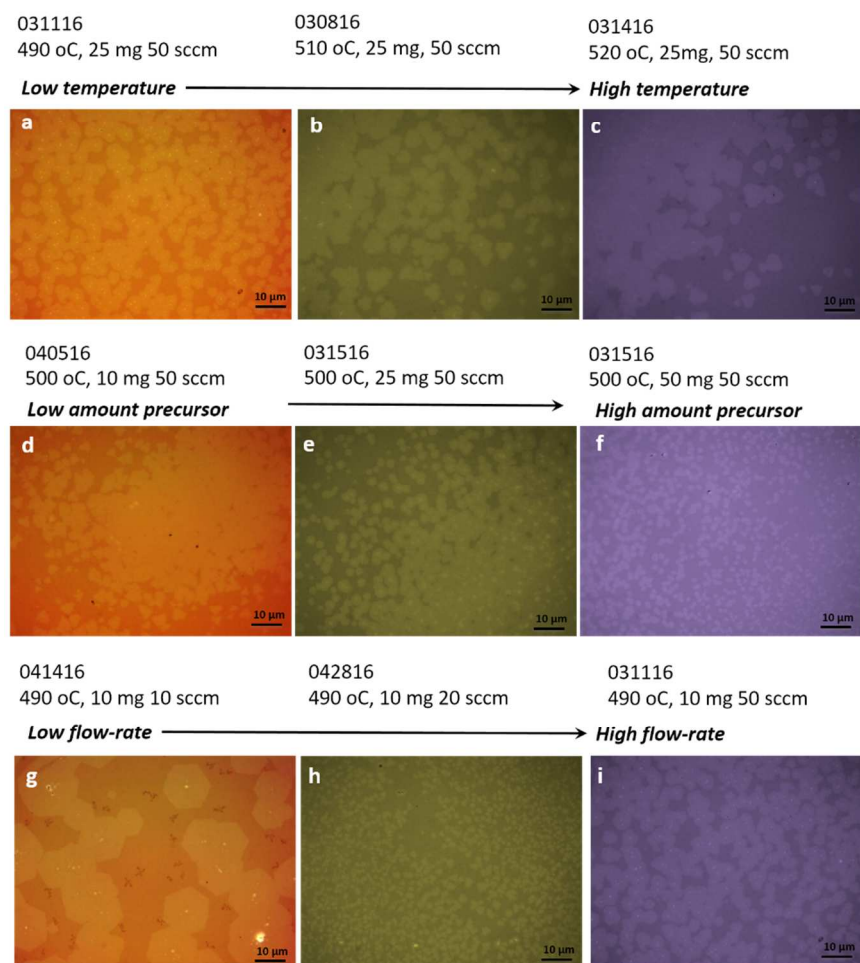 031116 030816 031416
490 oC, 25 mg 50 sccm 510 oC, 25 mg, 50 sccm 520 oC, 25mg, 50 sccm
Low temperature High temperature
a b c
10 µm 10 µm 10 µm
040516 031516 031516
500 oC, 10 mg 50 sccm 500 oC, 25 mg 50 sccm 500 oC, 50 mg 50 sccm
Low amount precursor High amount precursor
d e f
10 µm 10 µm 10 µm
041416 042816 031116
490 oC, 10 mg 10 sccm 490 oC, 10 mg 20 sccm 490 oC, 10 mg 50 sccm
Low flow-rate High flow-rate
g h i
10 µm 10 µm 10 µm